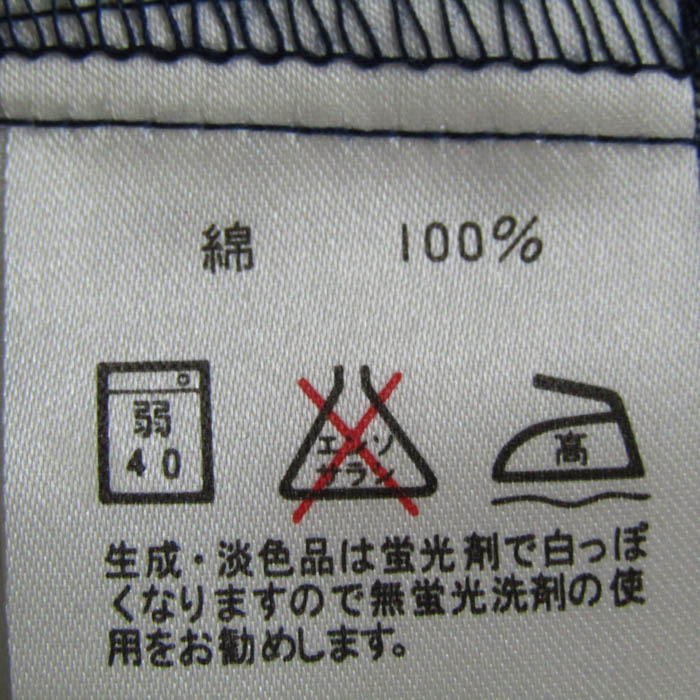 綿 100%
弱
40
エンソ
サラシ
高
生成・淡色品は蛍光剤で白っぽ
くなりますので無蛍光洗剤の使
用をお勧めします。